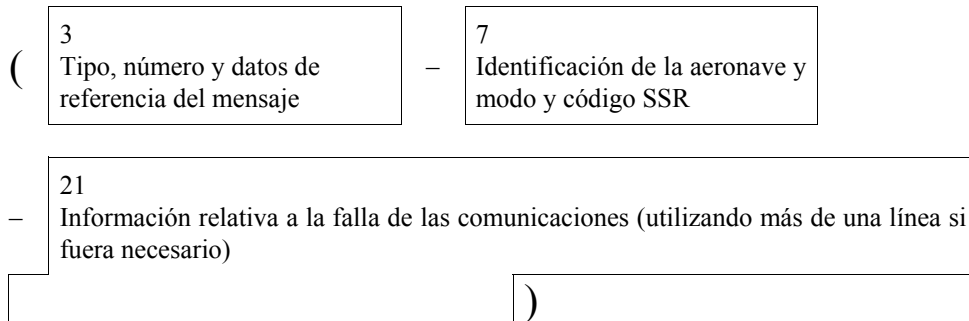 3
7
( Tipo, número y datos de – Identificación de la aeronave y
referencia del mensaje modo y código SSR
21
– Información relativa a la falla de las comunicaciones (utilizando más de una línea si
fuera necesario)
)